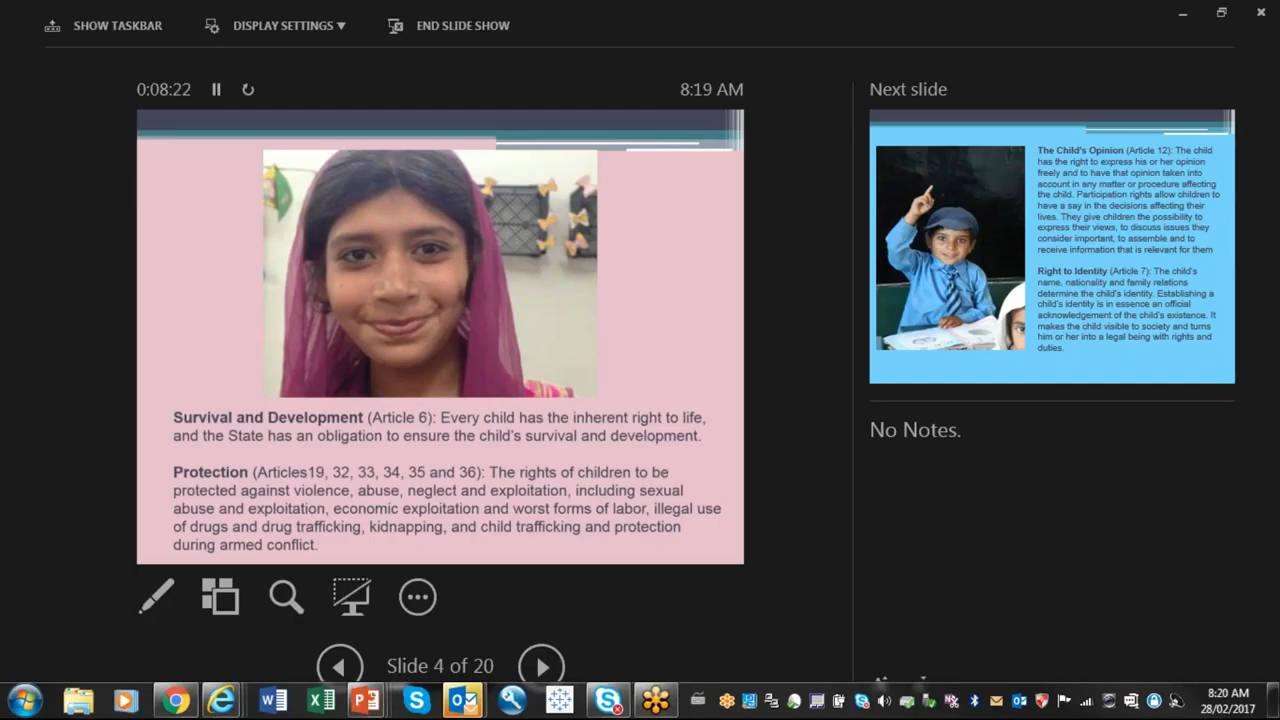 SHOW TASKBAR
DISPLAY SETTINGS ▼
END SLIDE SHOW
0:08:22
8:19 AM
Survival and Development (Article 6): Every child has the inherent right to life,
and the State has an obligation to ensure the child's survival and development.
Protection (Articles19, 32, 33, 34, 35 and 36): The rights of children to be
protected against violence, abuse, neglect and exploitation, including sexual
abuse and exploitation, economic exploitation and worst forms of labor, illegal use
of drugs and drug trafficking, kidnapping, and child trafficking and protection
during armed conflict.
Slide 4 of 20
Next slide
The Child's Opinion (Article 12): The child
has the right to express his or her opinion
freely and to have that opinion taken into
account in any matter or procedure affecting
the child. Participation rights allow children to
have a say in the decisions affecting their
lives. They give children the possibility to
express their views, to discuss issues they
consider important, to assemble and to
receive information that is relevant for them
Right to Identity (Article 7): The child's
name, nationality and family relations
determine the child's identity. Establishing a
child's identity is in essence an official
acknowledgement of the child's existence. It
makes the child visible to society and turns
him or her into a legal being with rights and
duties.
No Notes.
8:20 AM
28/02/2017